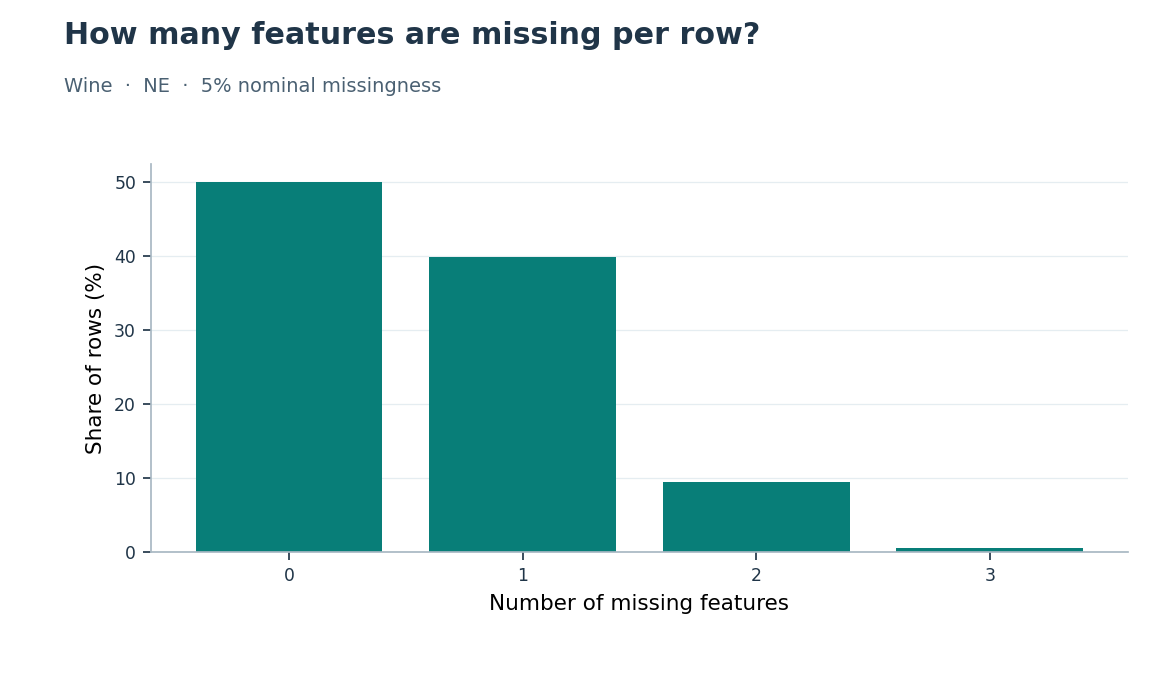 How many features are missing per row?
Wine · NE · 5% nominal missingness
Share of rows (%)
50
40
30
20
10
0
0 1 2 3
Number of missing features